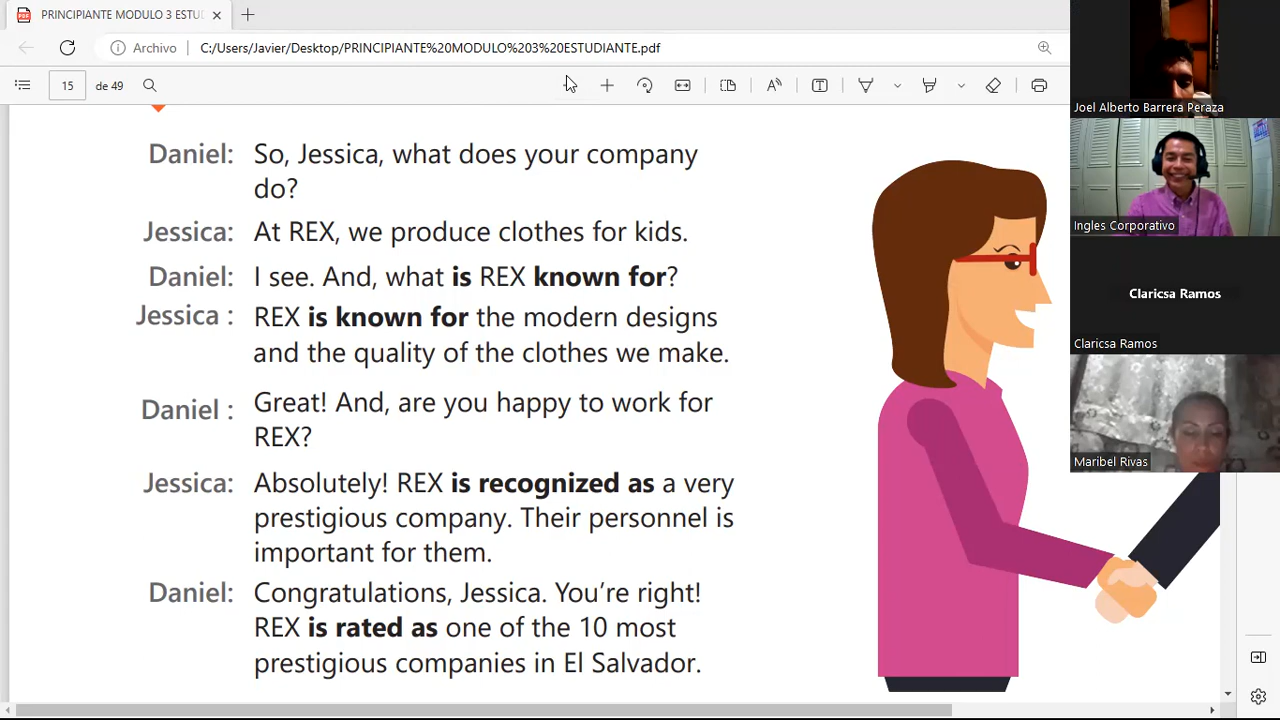 PRINCIPIANTE MODULO 3 ESTU
Archivo
C:/Users/Javier/Desktop/PRINCIPIANTE%20MODULO%203%20ESTUDIANTE.pdf
15
de 49
Daniel: So, Jessica, what does your company
do?
Jessica: At REX, we produce clothes for kids.
Daniel: I see. And, what is REX known for?
Jessica : REX is known for the modern designs
and the quality of the clothes we make.
Daniel : Great! And, are you happy to work for
REX?
Jessica: Absolutely! REX is recognized as a very
prestigious company. Their personnel is
important for them.
Daniel: Congratulations, Jessica. You’re right!
REX is rated as one of the 10 most
prestigious companies in El Salvador.
Joel Alberto Barrera Peraza
Ingles Corporativo
Claricsa Ramos
Claricsa Ramos
Maribel Rivas